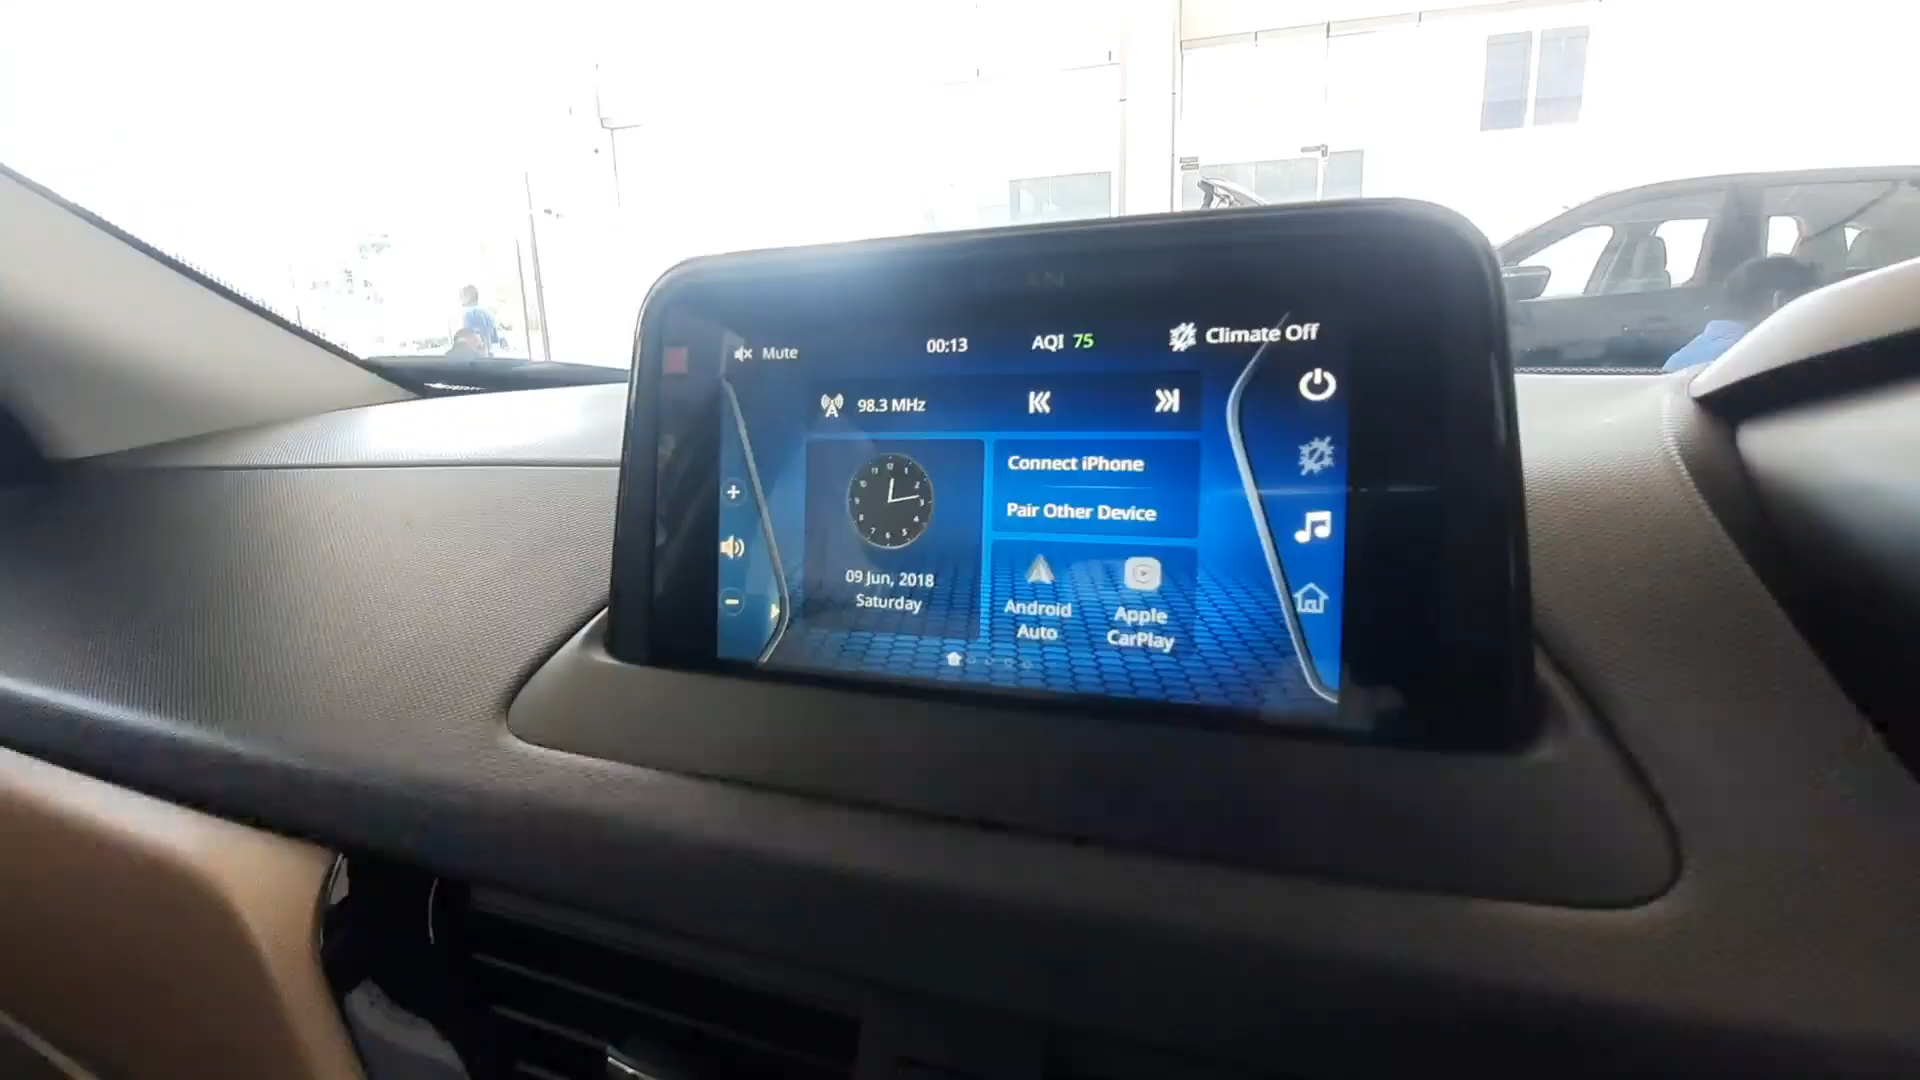 Mute
00:13
AQI 75
Climate Off
98.3 MHz
Connect iPhone
Pair Other Device
09 Jun, 2018
Saturday
Android
Auto
Apple
CarPlay